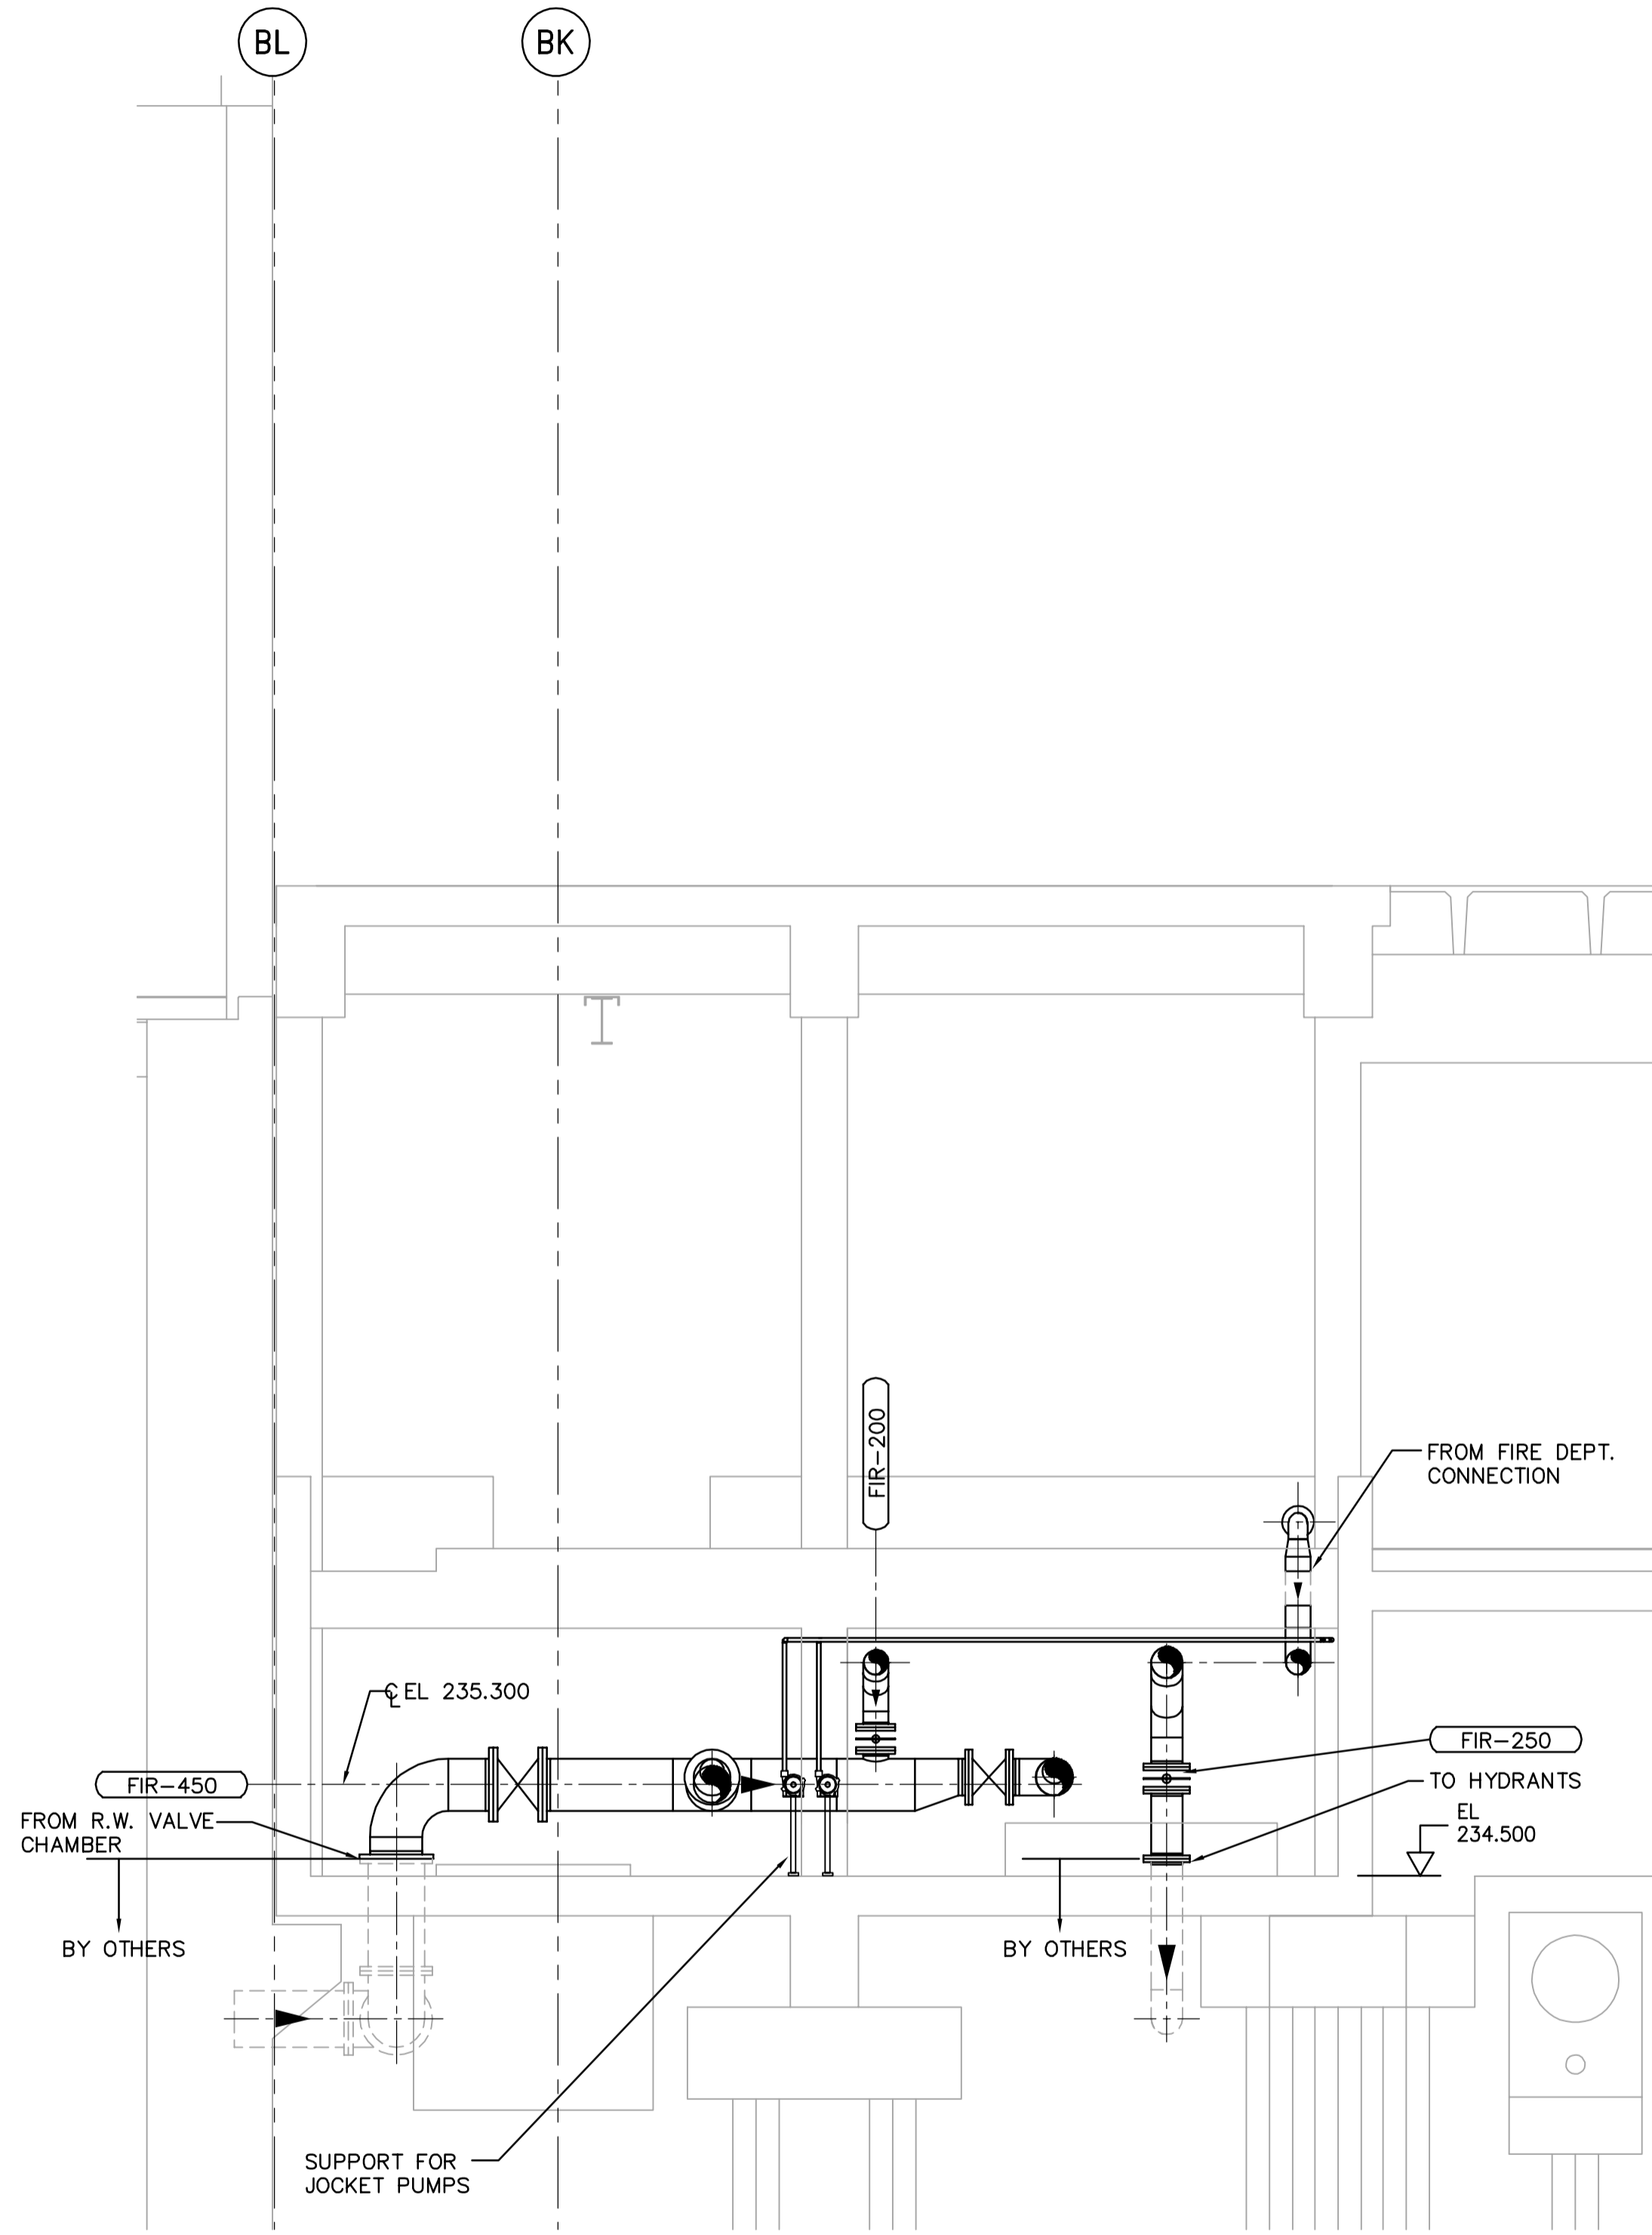 BL
BK
FIR-200
FROM FIRE DEPT.
CONNECTION
℄ EL 235.300
FIR-450
FROM R.W. VALVE
CHAMBER
FIR-250
TO HYDRANTS
EL
234.500
BY OTHERS
BY OTHERS
SUPPORT FOR
JOCKET PUMPS